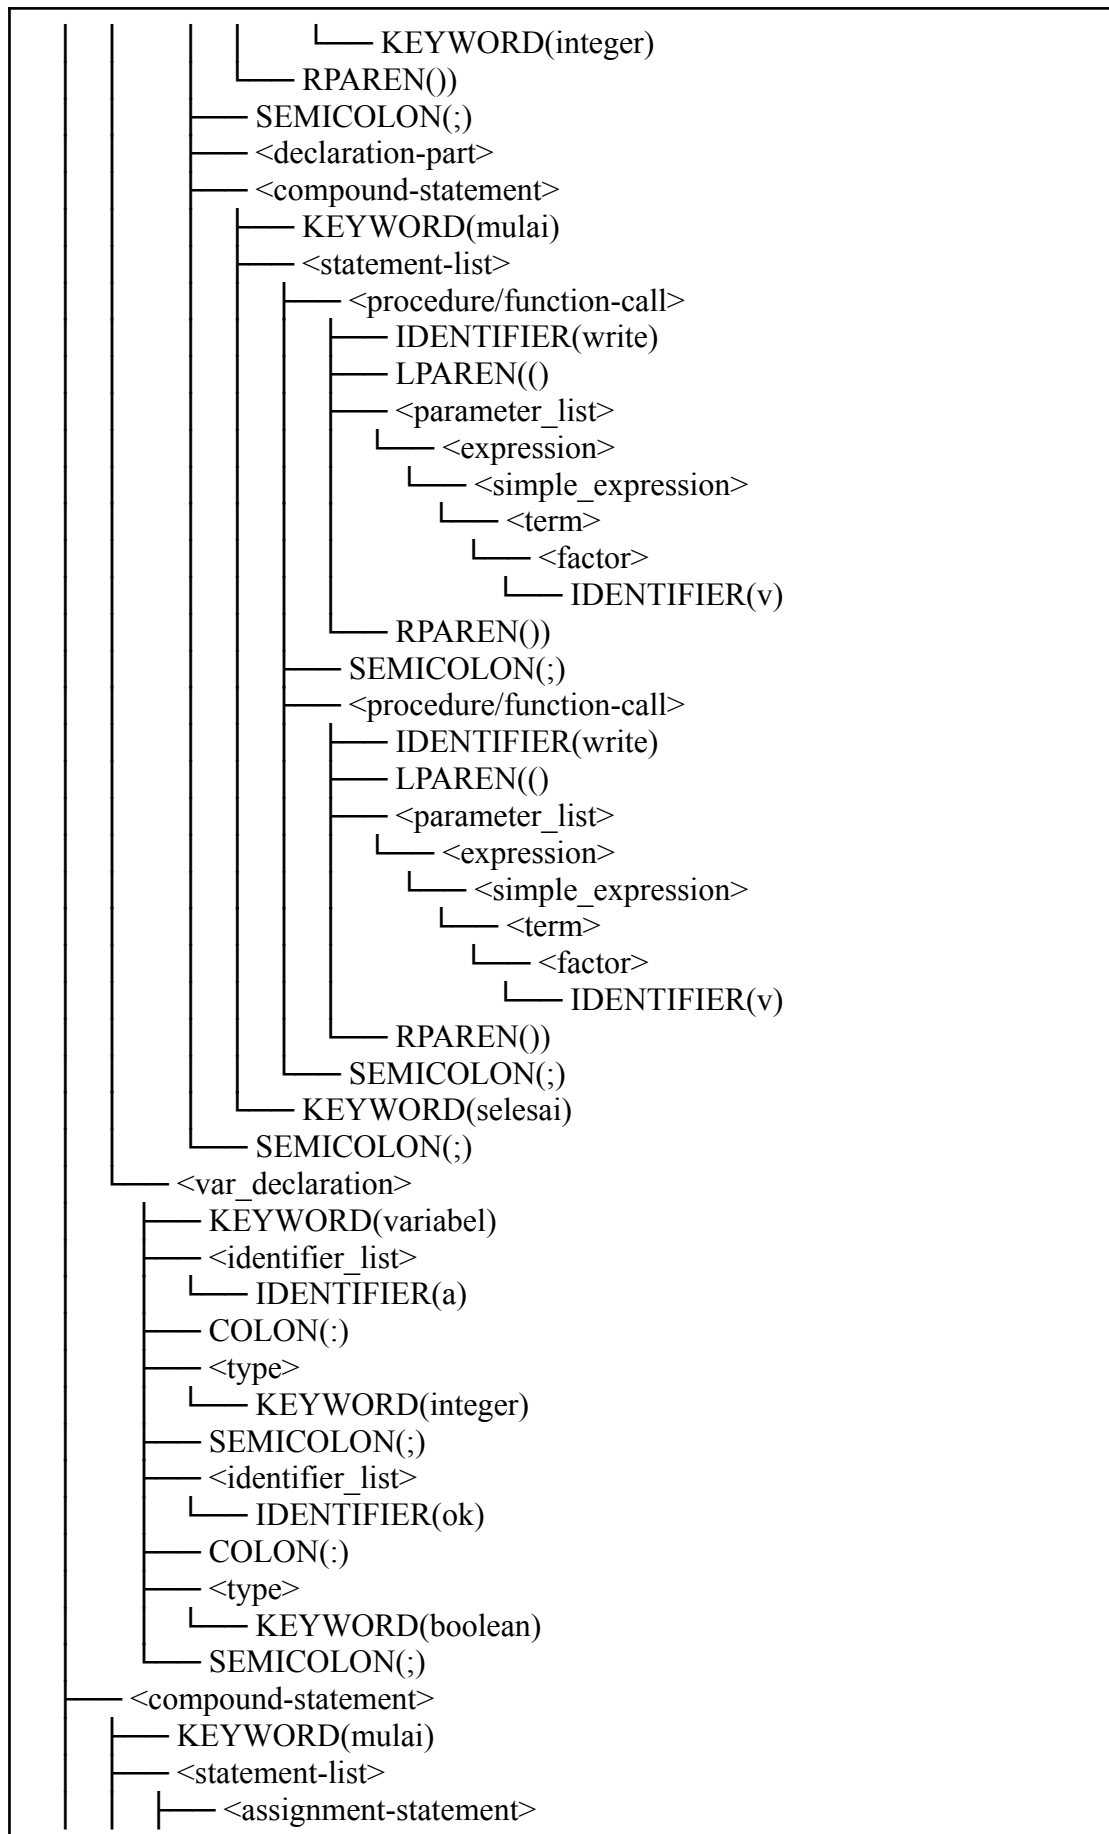 KEYWORD(integer)
RPAREN())
SEMICOLON(;)
<declaration-part>
<compound-statement>
KEYWORD(mulai)
<statement-list>
<procedure/function-call>
IDENTIFIER(write)
LPAREN(()
<parameter_list>
<expression>
<simple_expression>
<term>
<factor>
IDENTIFIER(v)
RPAREN())
SEMICOLON(;)
<procedure/function-call>
IDENTIFIER(write)
LPAREN(()
<parameter_list>
<expression>
<simple_expression>
<term>
<factor>
IDENTIFIER(v)
RPAREN())
SEMICOLON(;)
KEYWORD(selesai)
SEMICOLON(;)
<var_declaration>
KEYWORD(variabel)
<identifier_list>
IDENTIFIER(a)
COLON(:)
<type>
KEYWORD(integer)
SEMICOLON(;)
<identifier_list>
IDENTIFIER(ok)
COLON(:)
<type>
KEYWORD(boolean)
SEMICOLON(;)
<compound-statement>
KEYWORD(mulai)
<statement-list>
<assignment-statement>